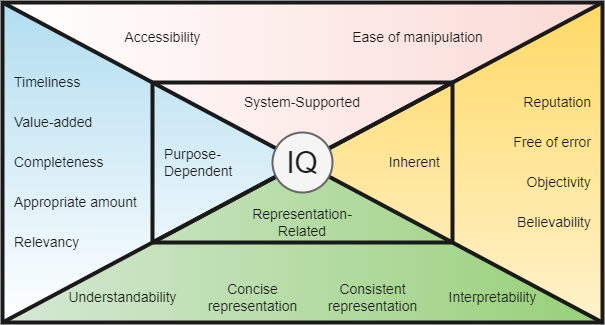 Accessibility
Ease of manipulation
Timeliness
Value-added
Completeness
Appropriate amount
Relevancy
System-Supported
Purpose-
Dependent
IQ
Inherent
Representation-
Related
Reputation
Free of error
Objectivity
Believability
Understandability
Concise
representation
Consistent
representation
Interpretability